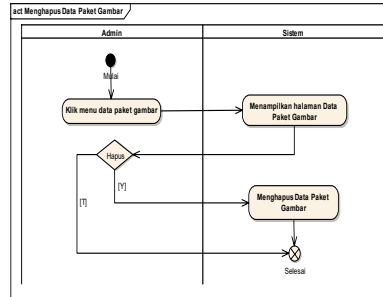 act Menghapus Data Paket Gambar
Admin
Sistem
Mulai
Klik menu data paket gambar
Menampilkan halaman Data
Paket Gambar
Hapus
[Y]
[T]
Menghapus Data Paket
Gambar
Selesai